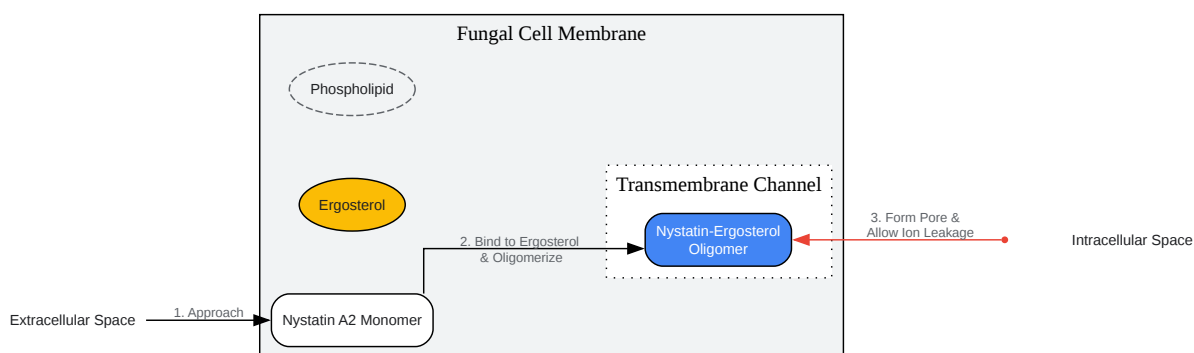 Fungal Cell Membrane
Phospholipid
Ergosterol
Transmembrane Channel
Nystatin-Ergosterol
Oligomer
2. Bind to Ergosterol
& Oligomerize
3. Form Pore &
Allow Ion Leakage
Intracellular Space
Extracellular Space
1. Approach
Nystatin A2 Monomer